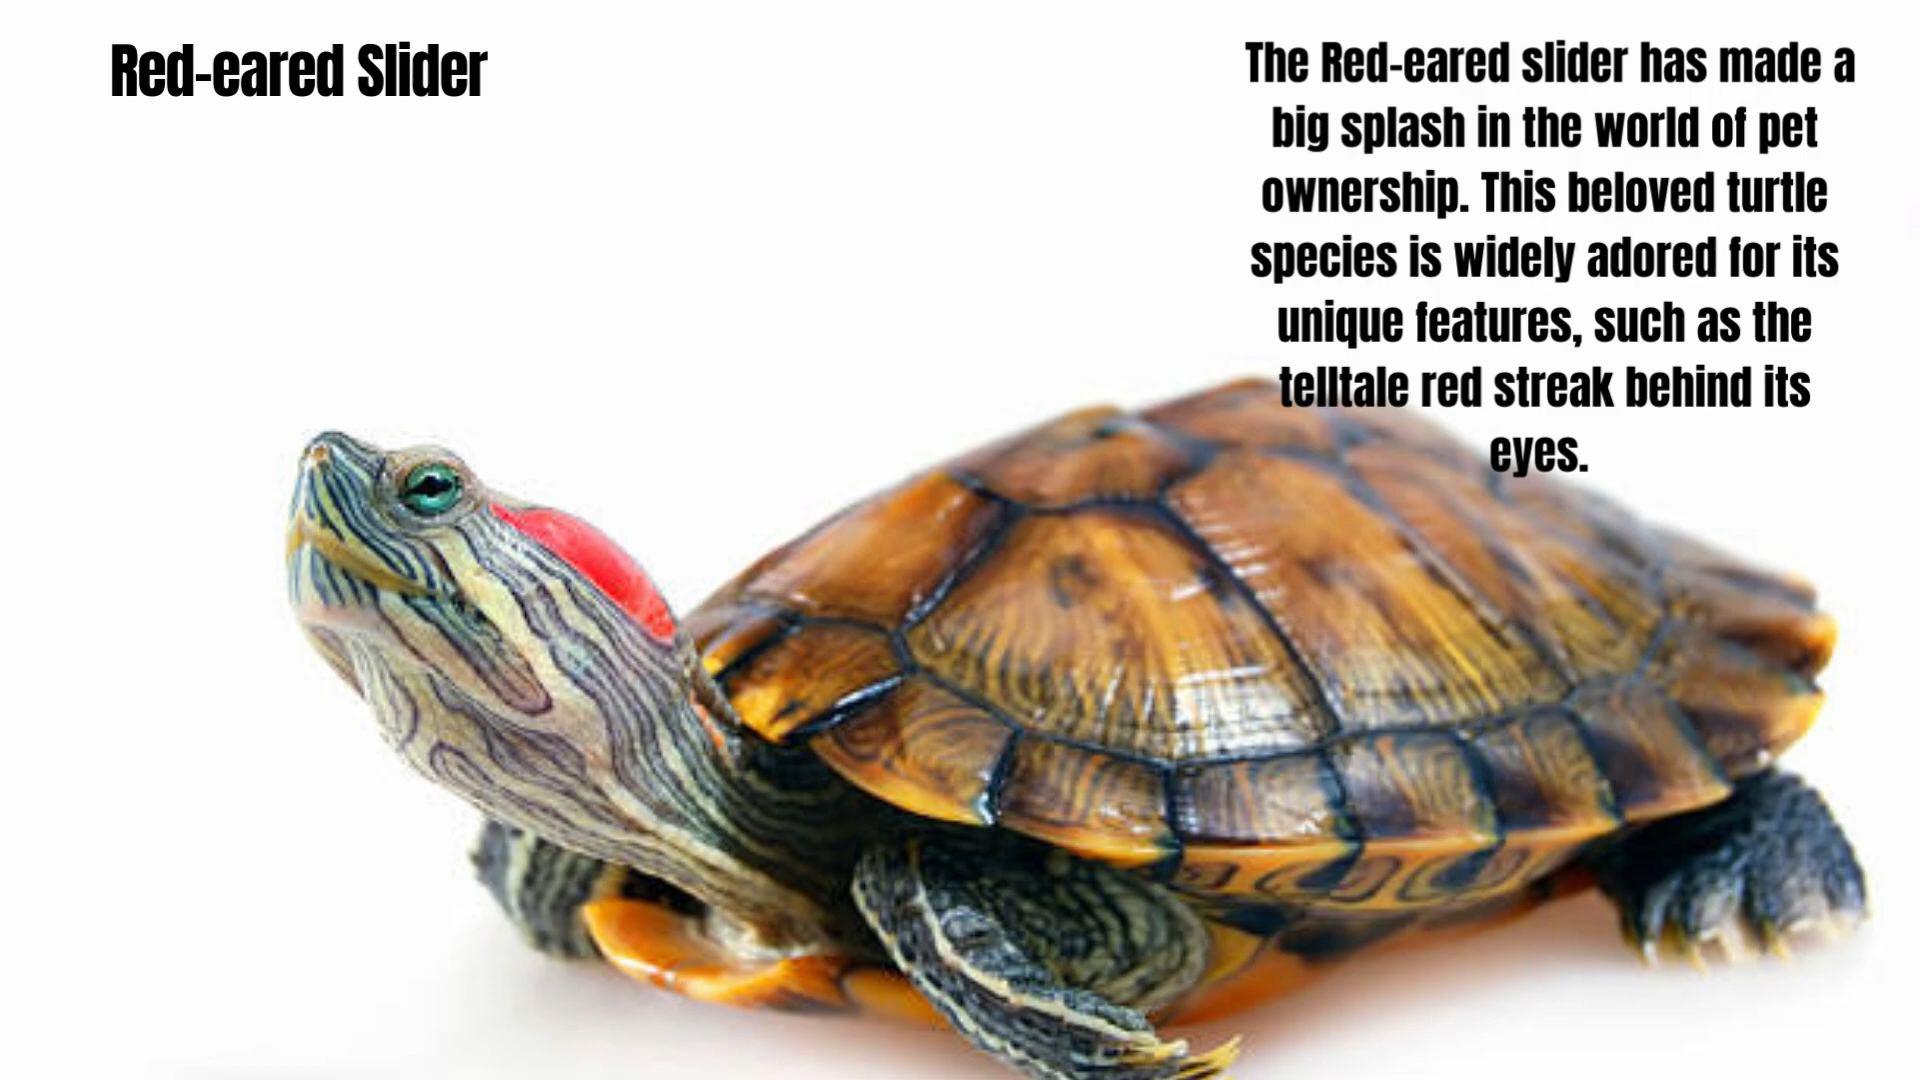 Red-eared Slider
The Red-eared slider has made a
big splash in the world of pet
ownership. This beloved turtle
species is widely adored for its
unique features, such as the
telltale red streak behind its
eyes.